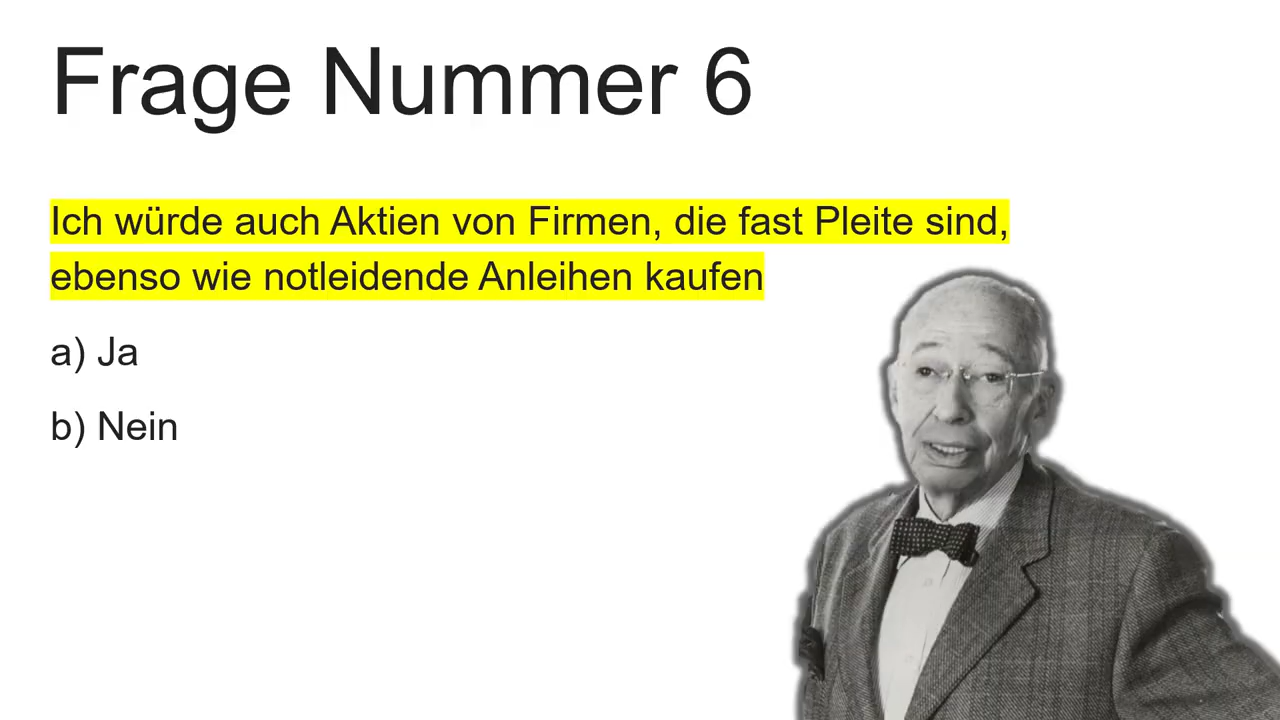 Frage Nummer 6
Ich würde auch Aktien von Firmen, die fast Pleite sind,
ebenso wie notleidende Anleihen kaufen
a) Ja
b) Nein